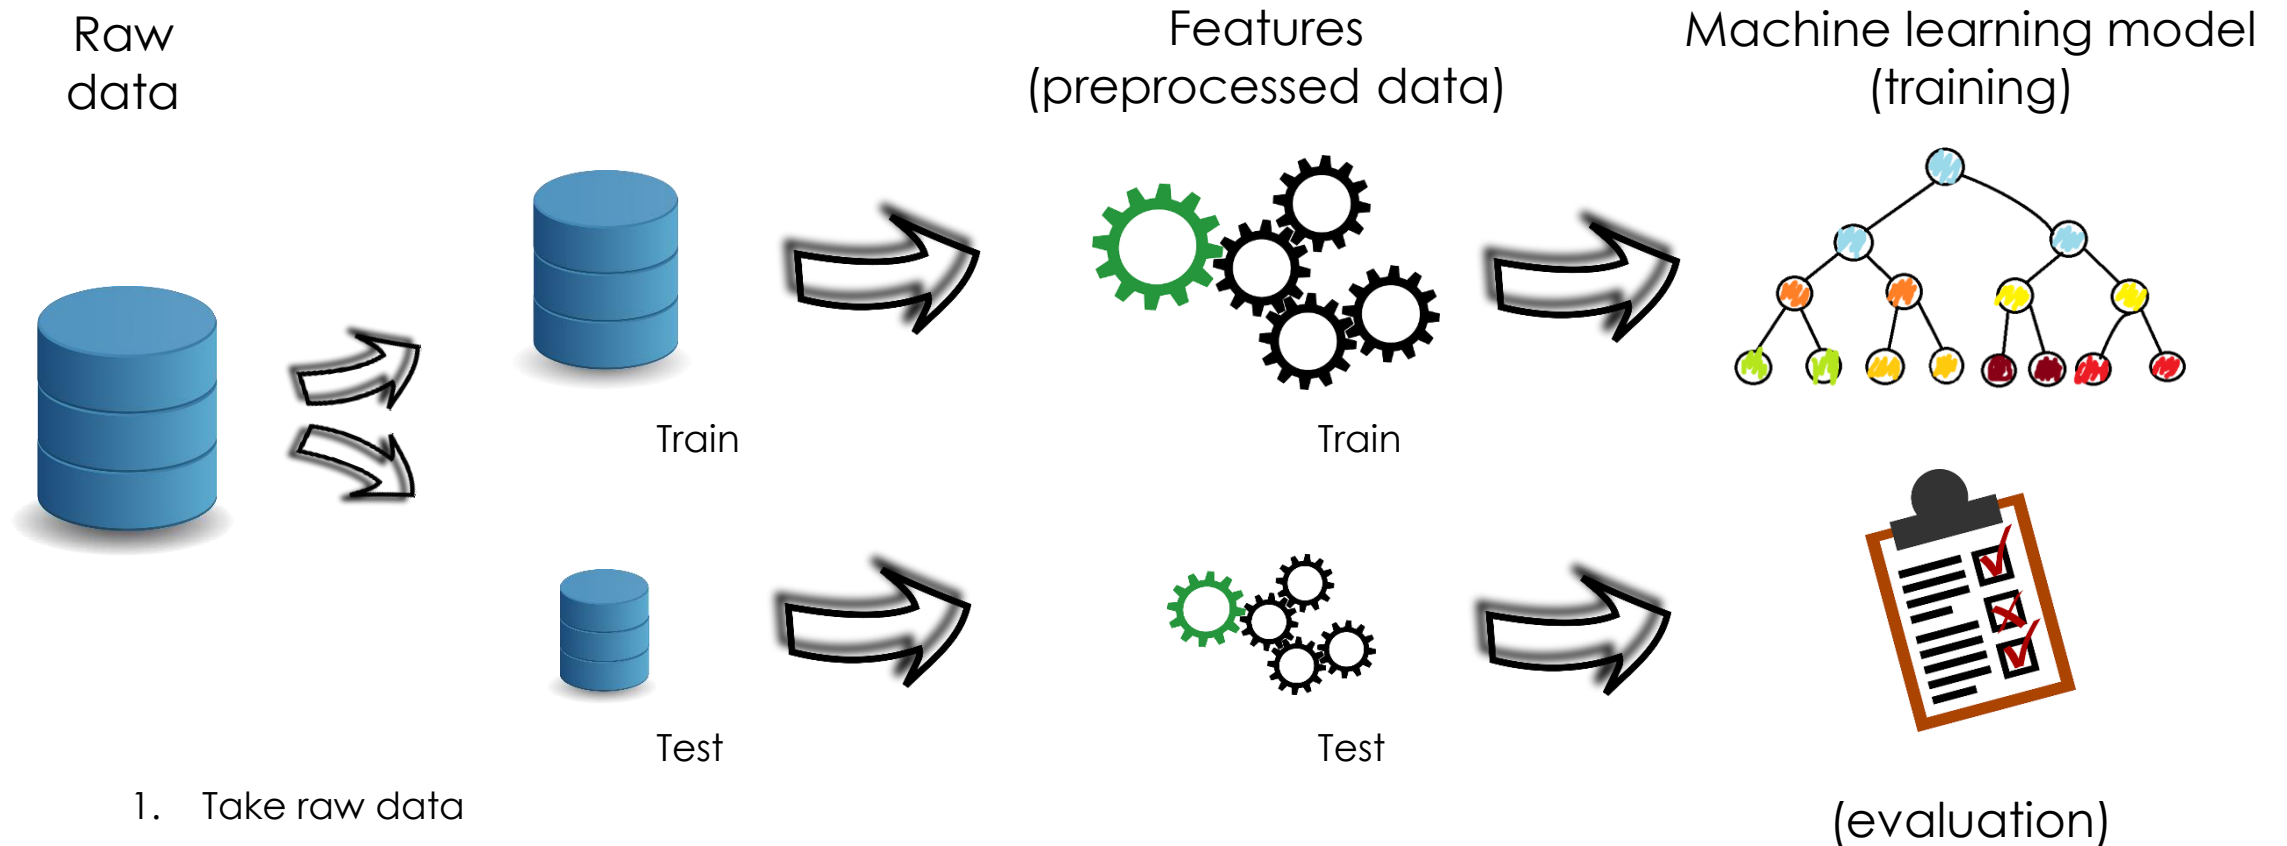 Raw
data
Features
(preprocessed data)
Machine learning model
(training)
Train
Train
Test
Test
1. Take raw data
(evaluation)